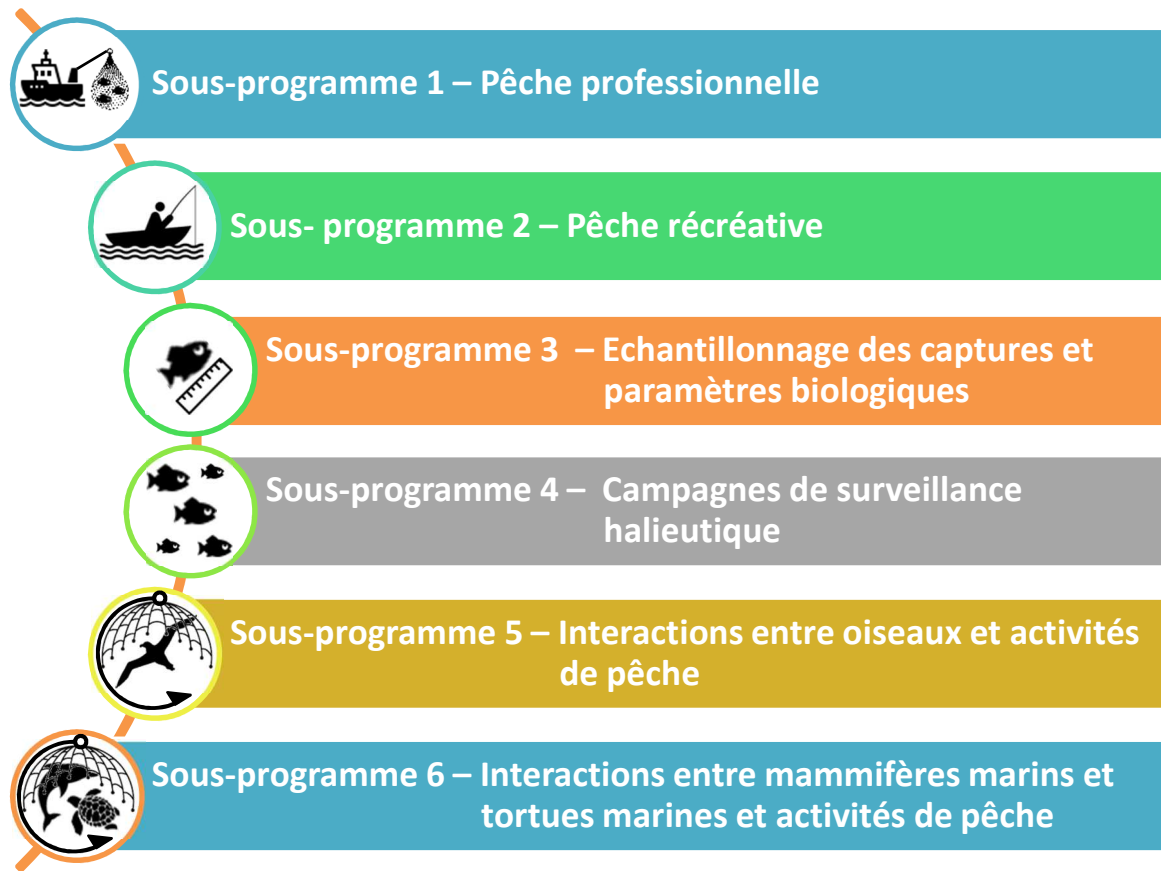 Sous-programme 1 – Pêche professionnelle
Sous- programme 2 – Pêche récréative
Sous-programme 3 – Echantillonnage des captures et
paramètres biologiques
Sous-programme 4 – Campagnes de surveillance
halieutique
Sous-programme 5 – Interactions entre oiseaux et activités
de pêche
Sous-programme 6 – Interactions entre mammifères marins et
tortues marines et activités de pêche